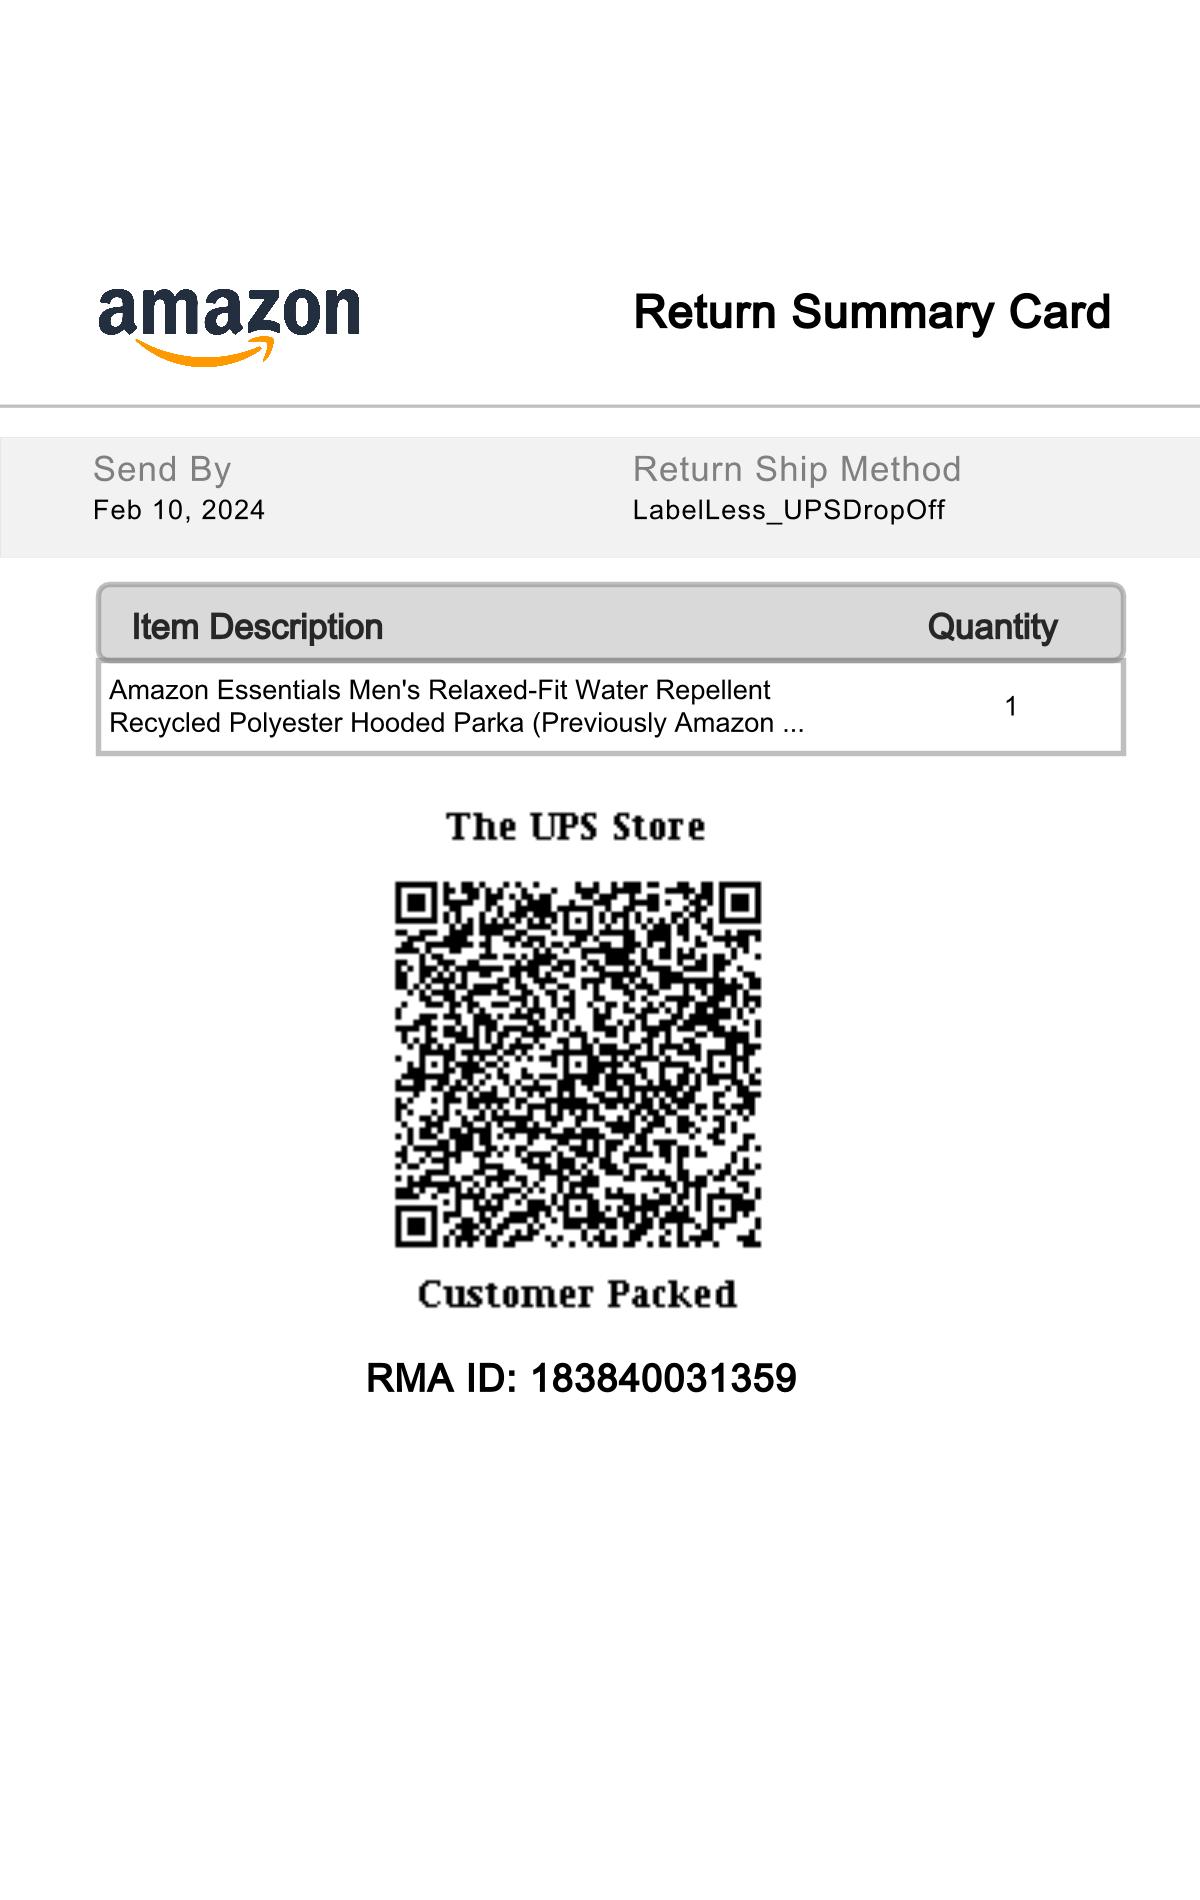 amazon
Return Summary Card
Send By
Feb 10, 2024
Return Ship Method
LabelLess_UPSDropOff
Item Description
Quantity
Amazon Essentials Men's Relaxed-Fit Water Repellent
Recycled Polyester Hooded Parka (Previously Amazon ...
1
The UPS Store
Customer Packed
RMA ID: 183840031359